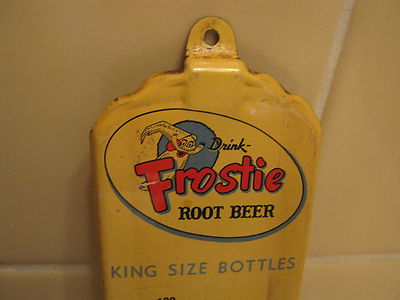 Drink-
Frostie
ROOT BEER
KING SIZE BOTTLES